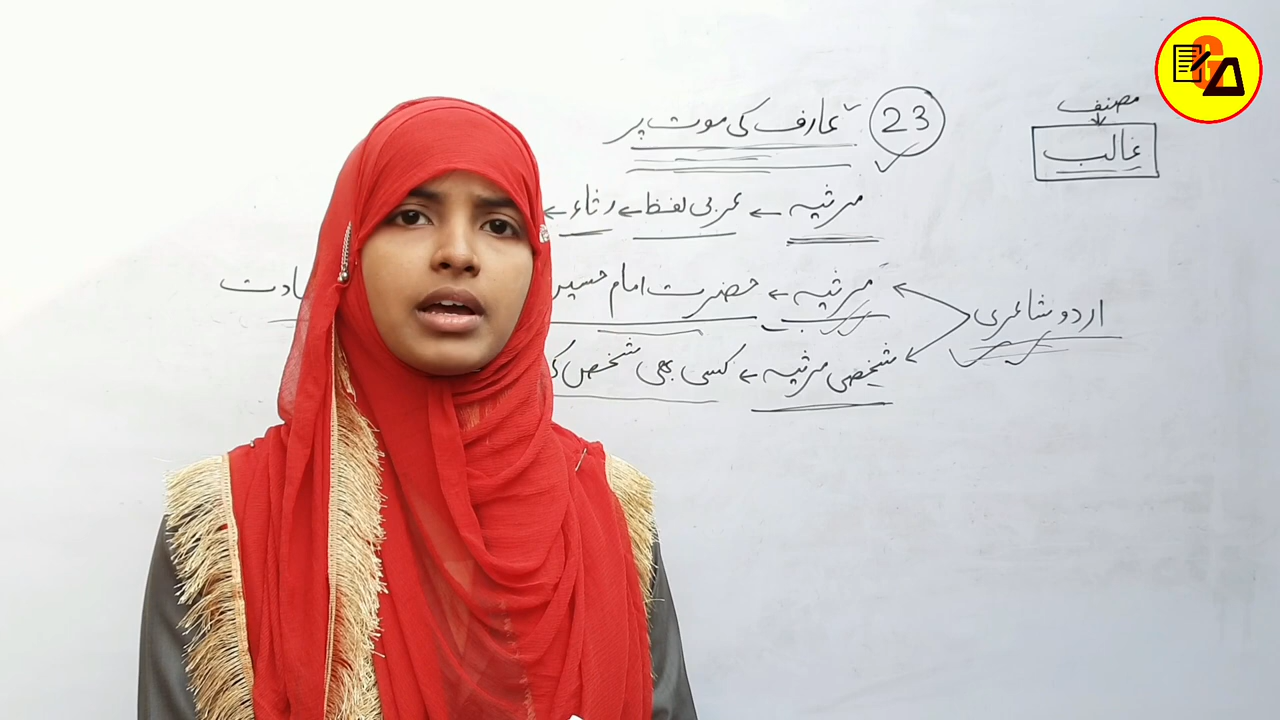 مصنف
غالب
23 عارف کی موت پر
مرثیہ ← عربی لفظ ← رثاء ←
اردو شاعری
مرثیہ ← حضرت امام حسین
شخصی مرثیہ ← کسی بھی شخص کی